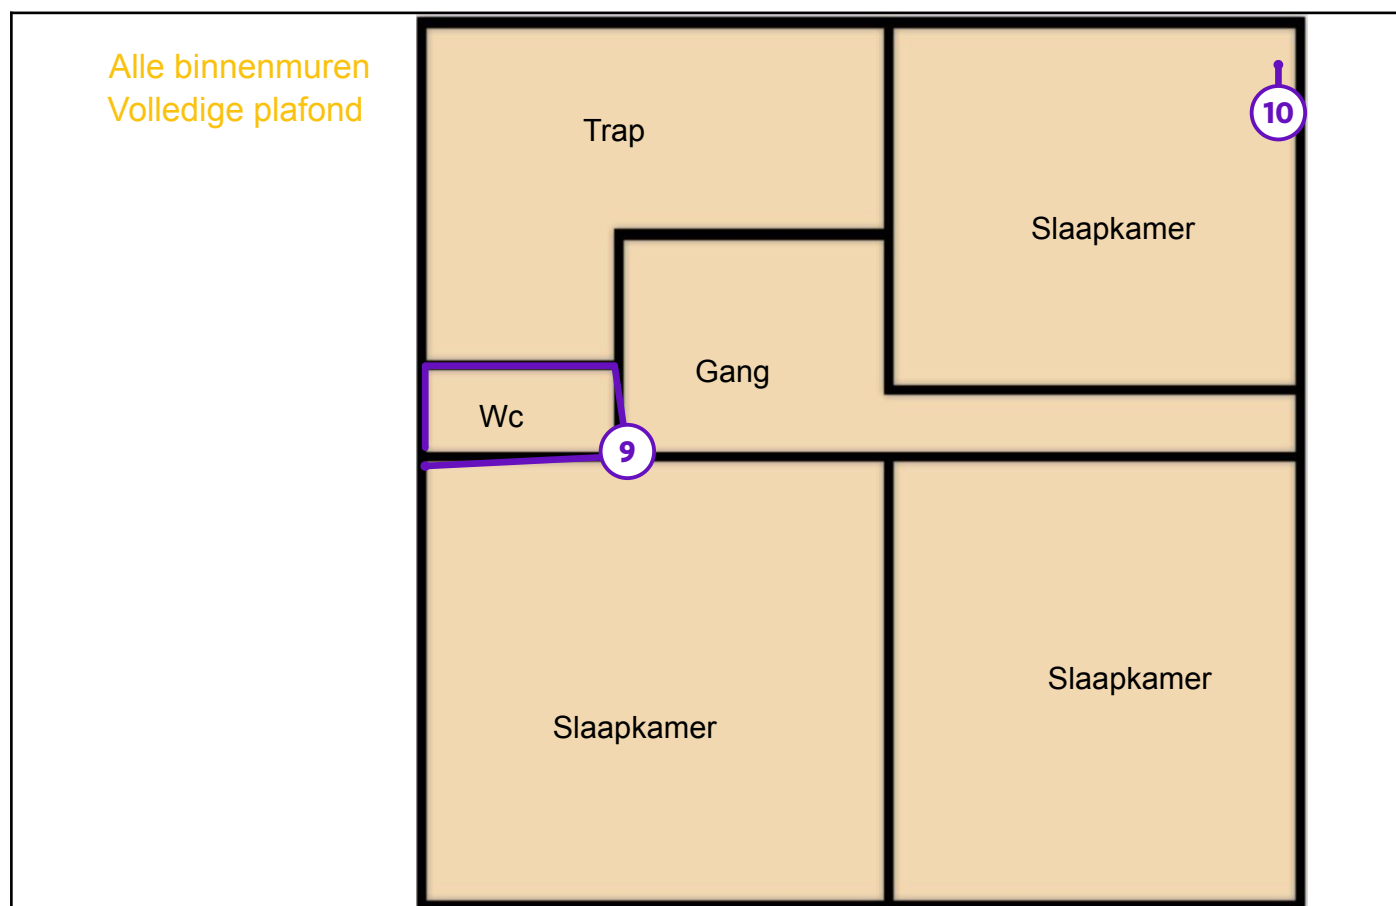 Alle binnenmuren
Volledige plafond
Trap
10
Slaapkamer
Gang
Wc
9
Slaapkamer
Slaapkamer